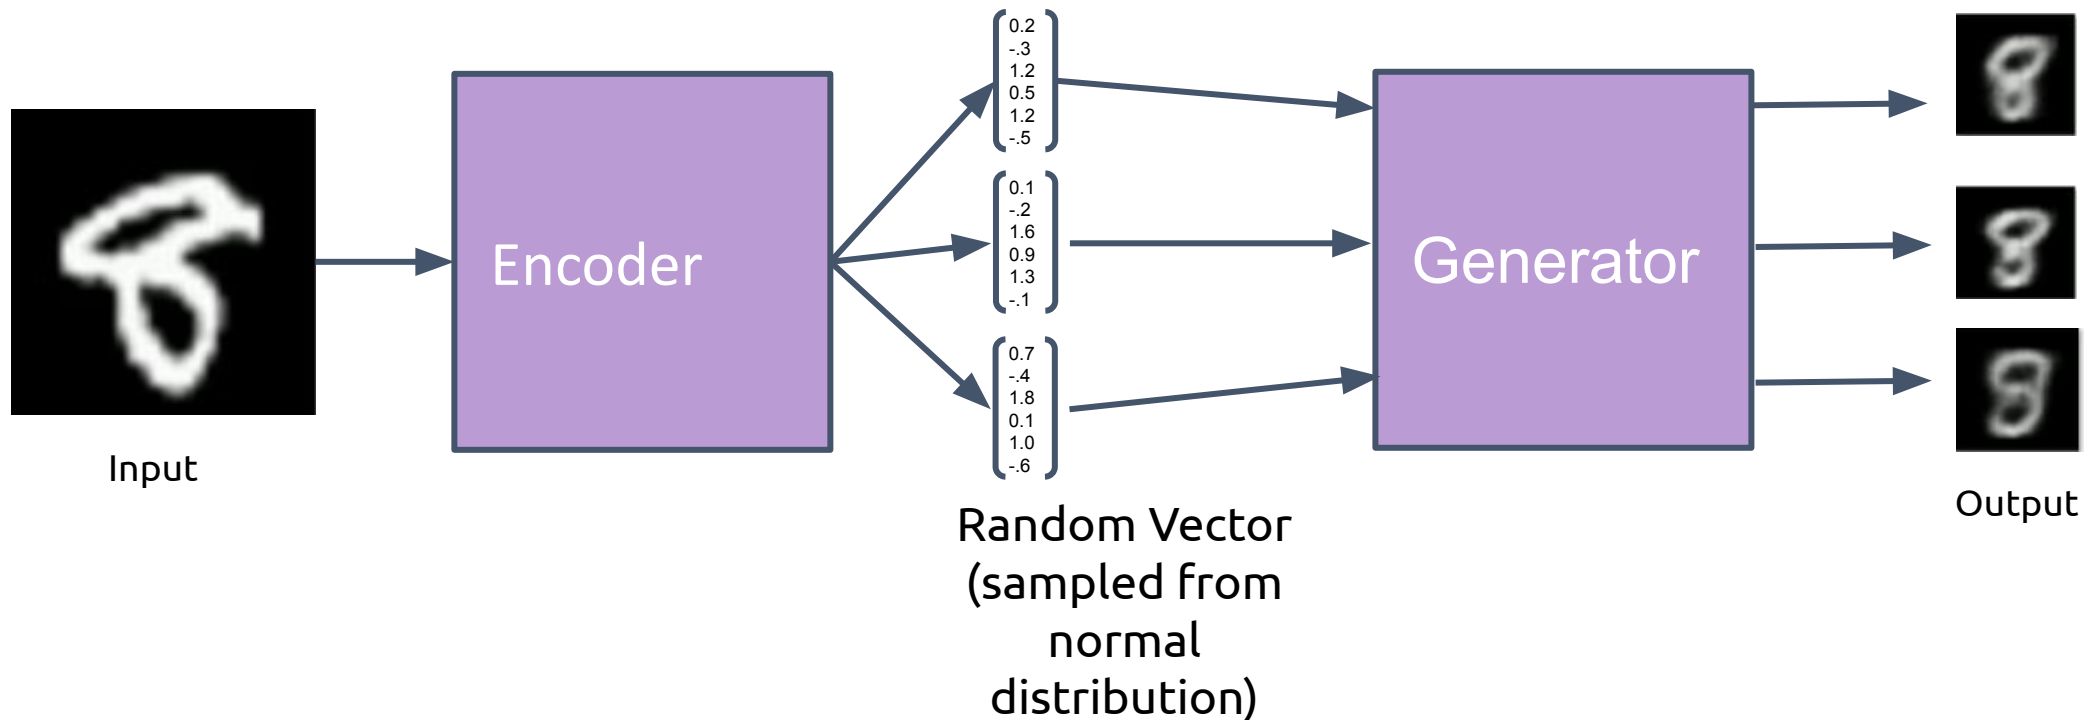 Input
Encoder
0.2
-.3
1.2
0.5
1.2
-.5
0.1
-.2
1.6
0.9
1.3
-.1
0.7
-.4
1.8
0.1
1.0
-.6
Random Vector
(sampled from
normal
distribution)
Generator
Output